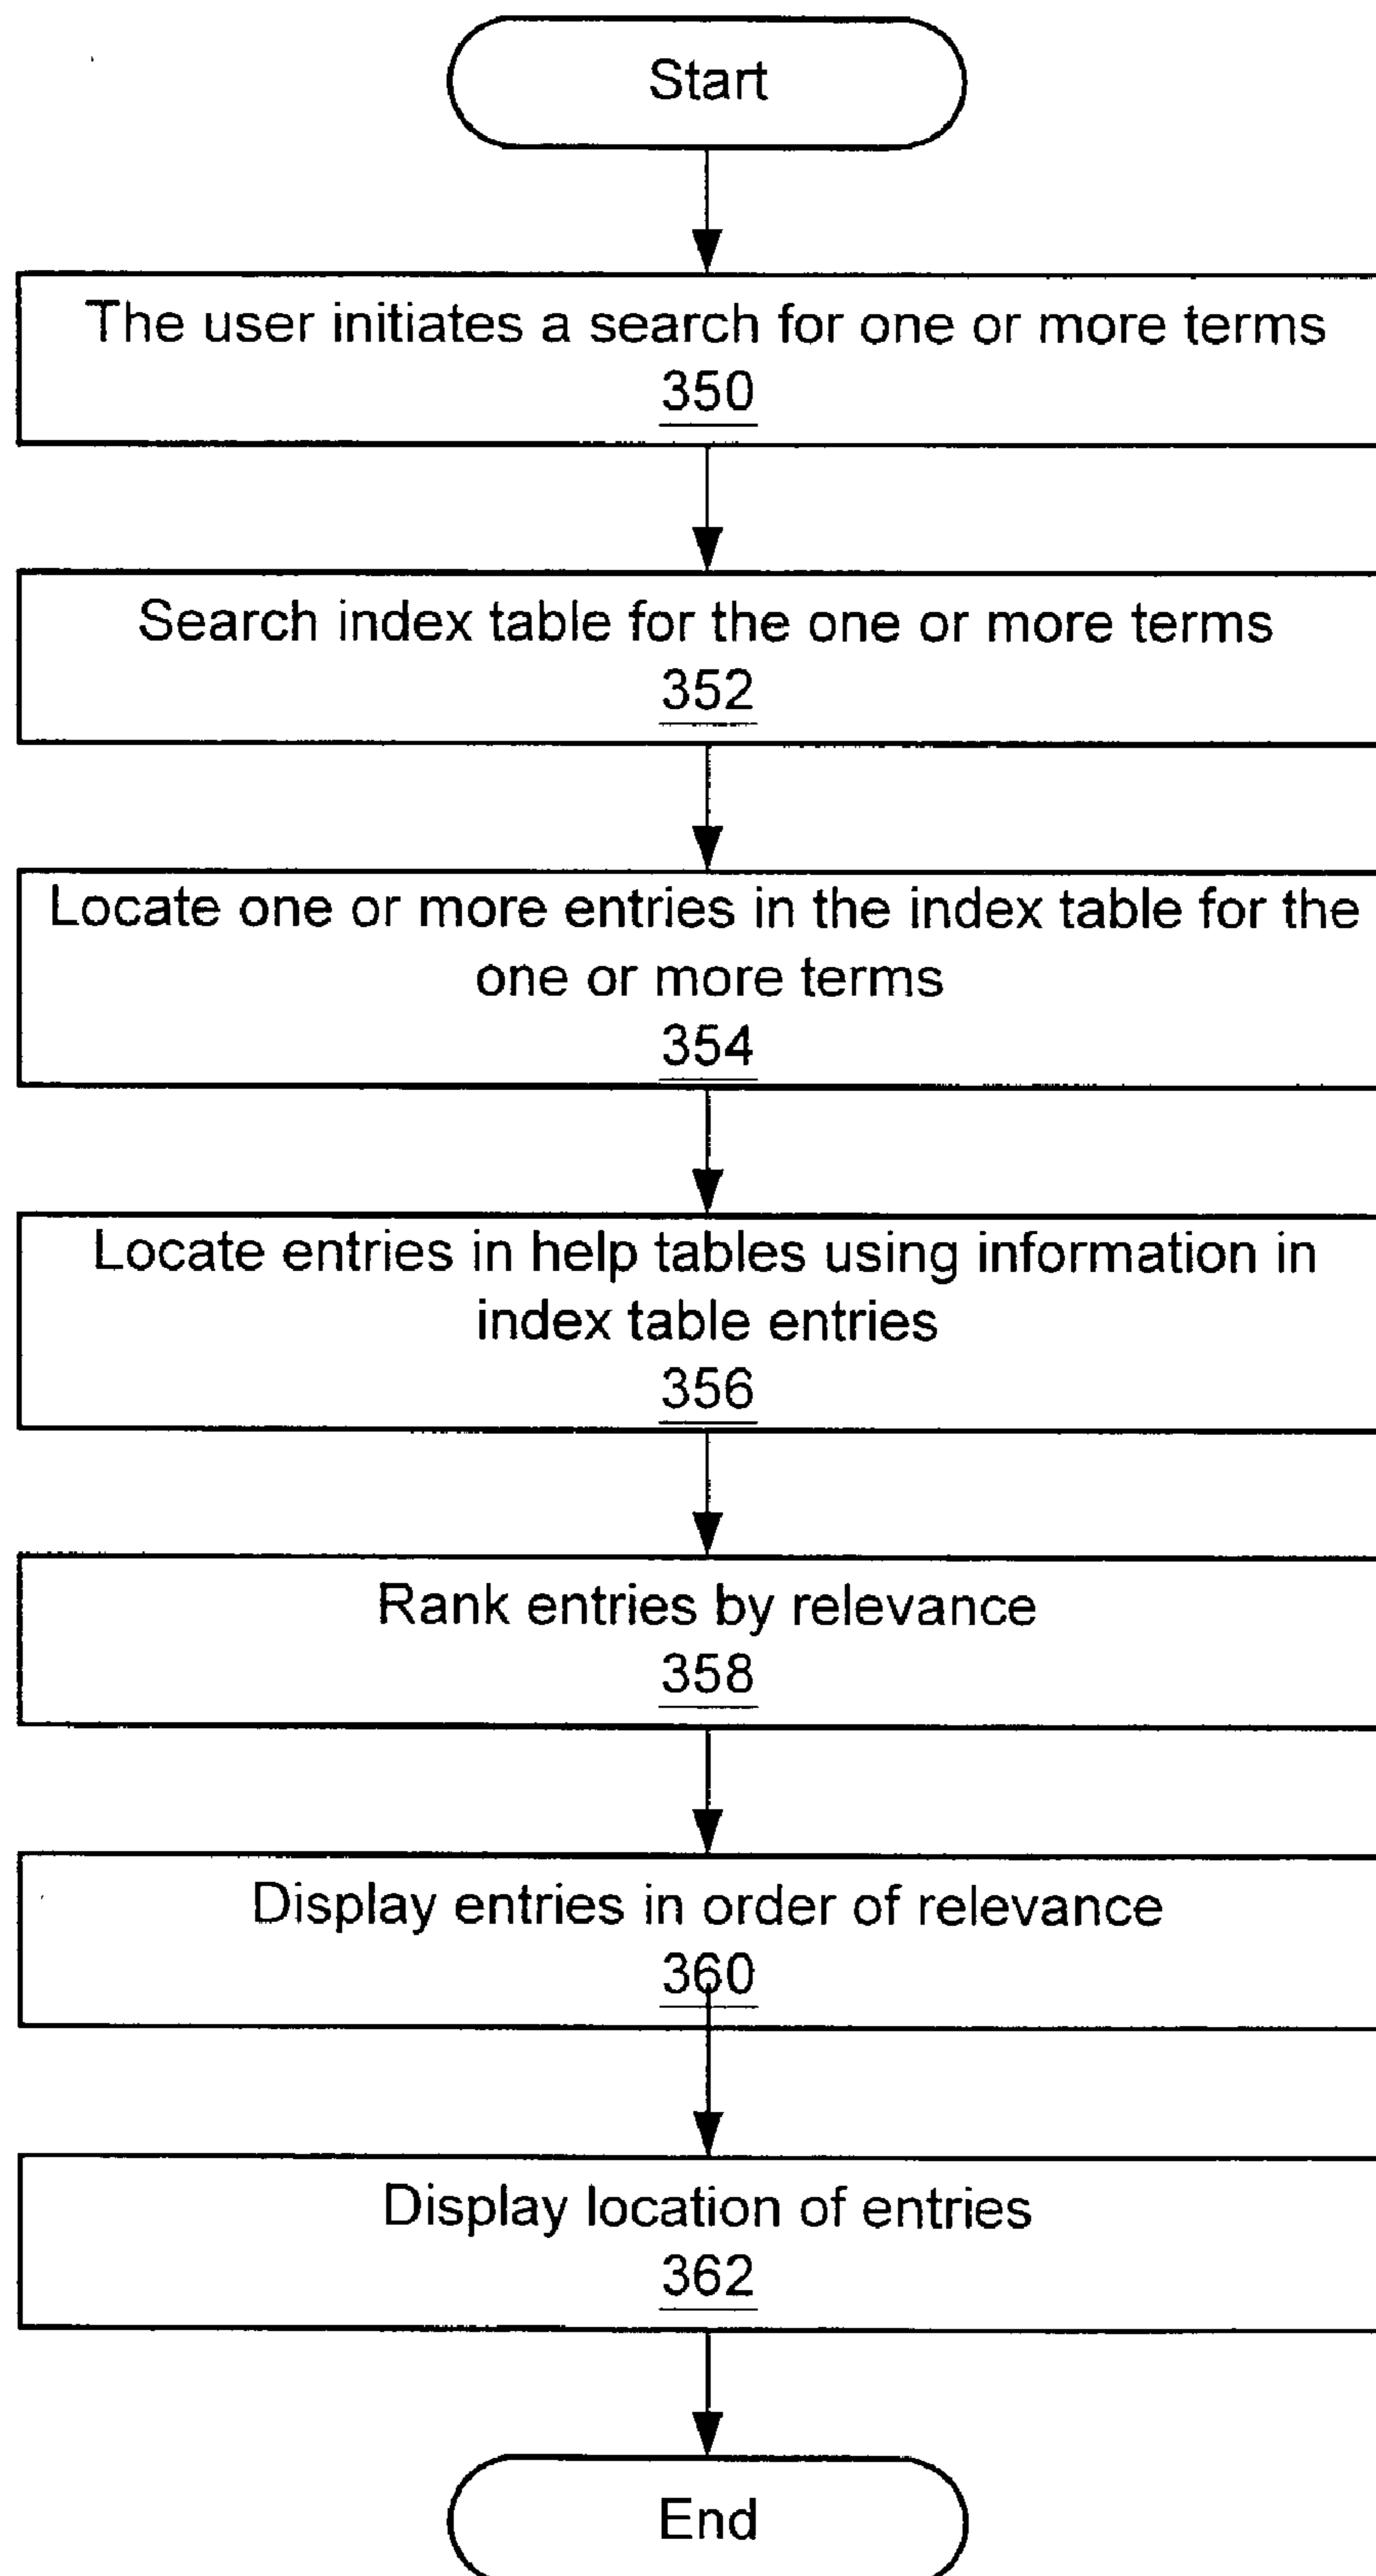 Start
The user initiates a search for one or more terms
350
Search index table for the one or more terms
352
Locate one or more entries in the index table for the
one or more terms
354
Locate entries in help tables using information in
index table entries
356
Rank entries by relevance
358
Display entries in order of relevance
360
Display location of entries
362
End